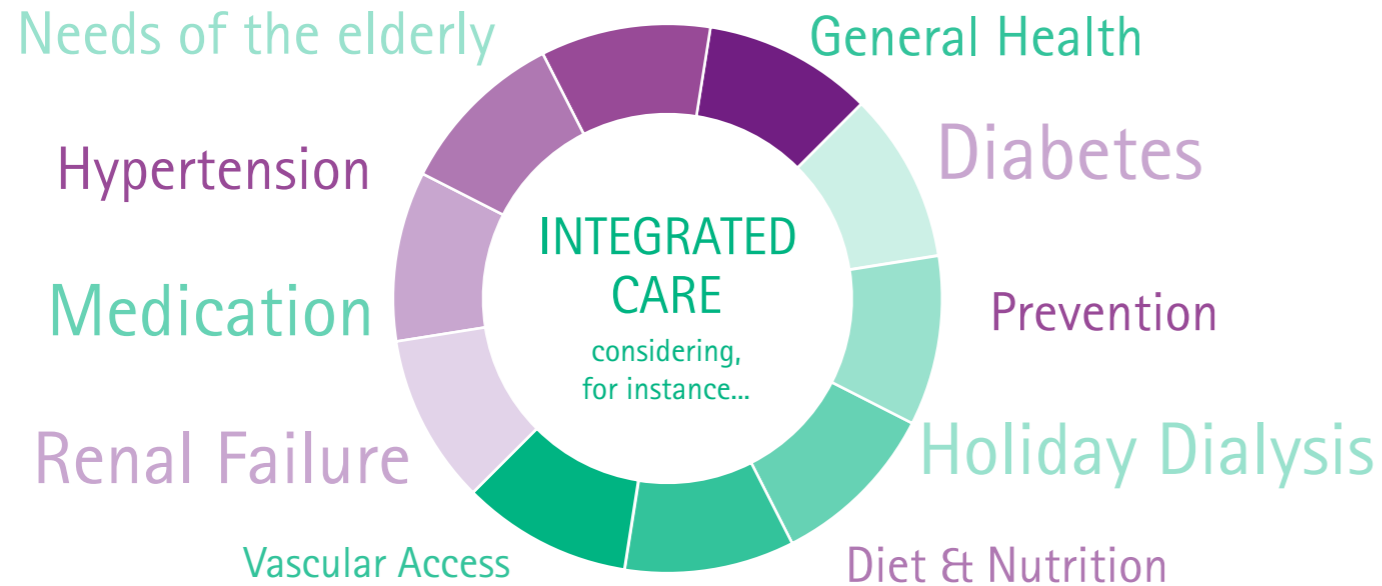 Needs of the elderly
General Health
Hypertension
Diabetes
INTEGRATED
CARE
considering,
for instance...
Medication
Prevention
Renal Failure
Holiday Dialysis
Vascular Access
Diet & Nutrition